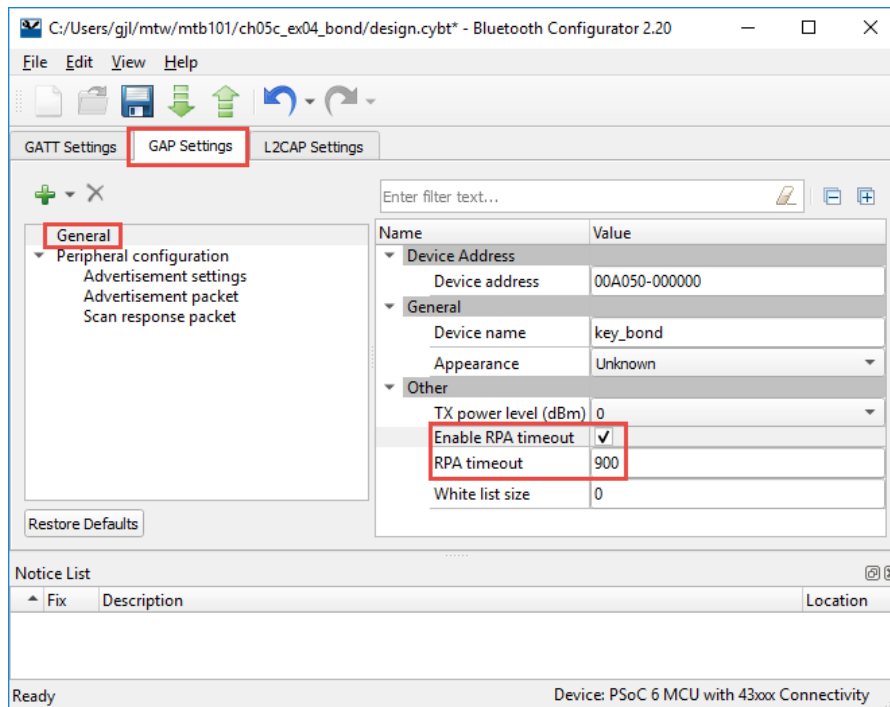 C:/Users/gjl/mtw/mtb101/ch05c_ex04_bond/design.cybt* - Bluetooth Configurator 2.20
File Edit View Help
GATT Settings GAP Settings L2CAP Settings
Enter filter text...
General
Peripheral configuration
Advertisement settings
Advertisement packet
Scan response packet
Restore Defaults
Name Value
Device Address
Device address 00A050-000000
General
Device name key_bond
Appearance Unknown
Other
TX power level (dBm) 0
Enable RPA timeout
RPA timeout 900
White list size 0
Notice List
Fix Description Location
Ready Device: PSoC 6 MCU with 43xxx Connectivity